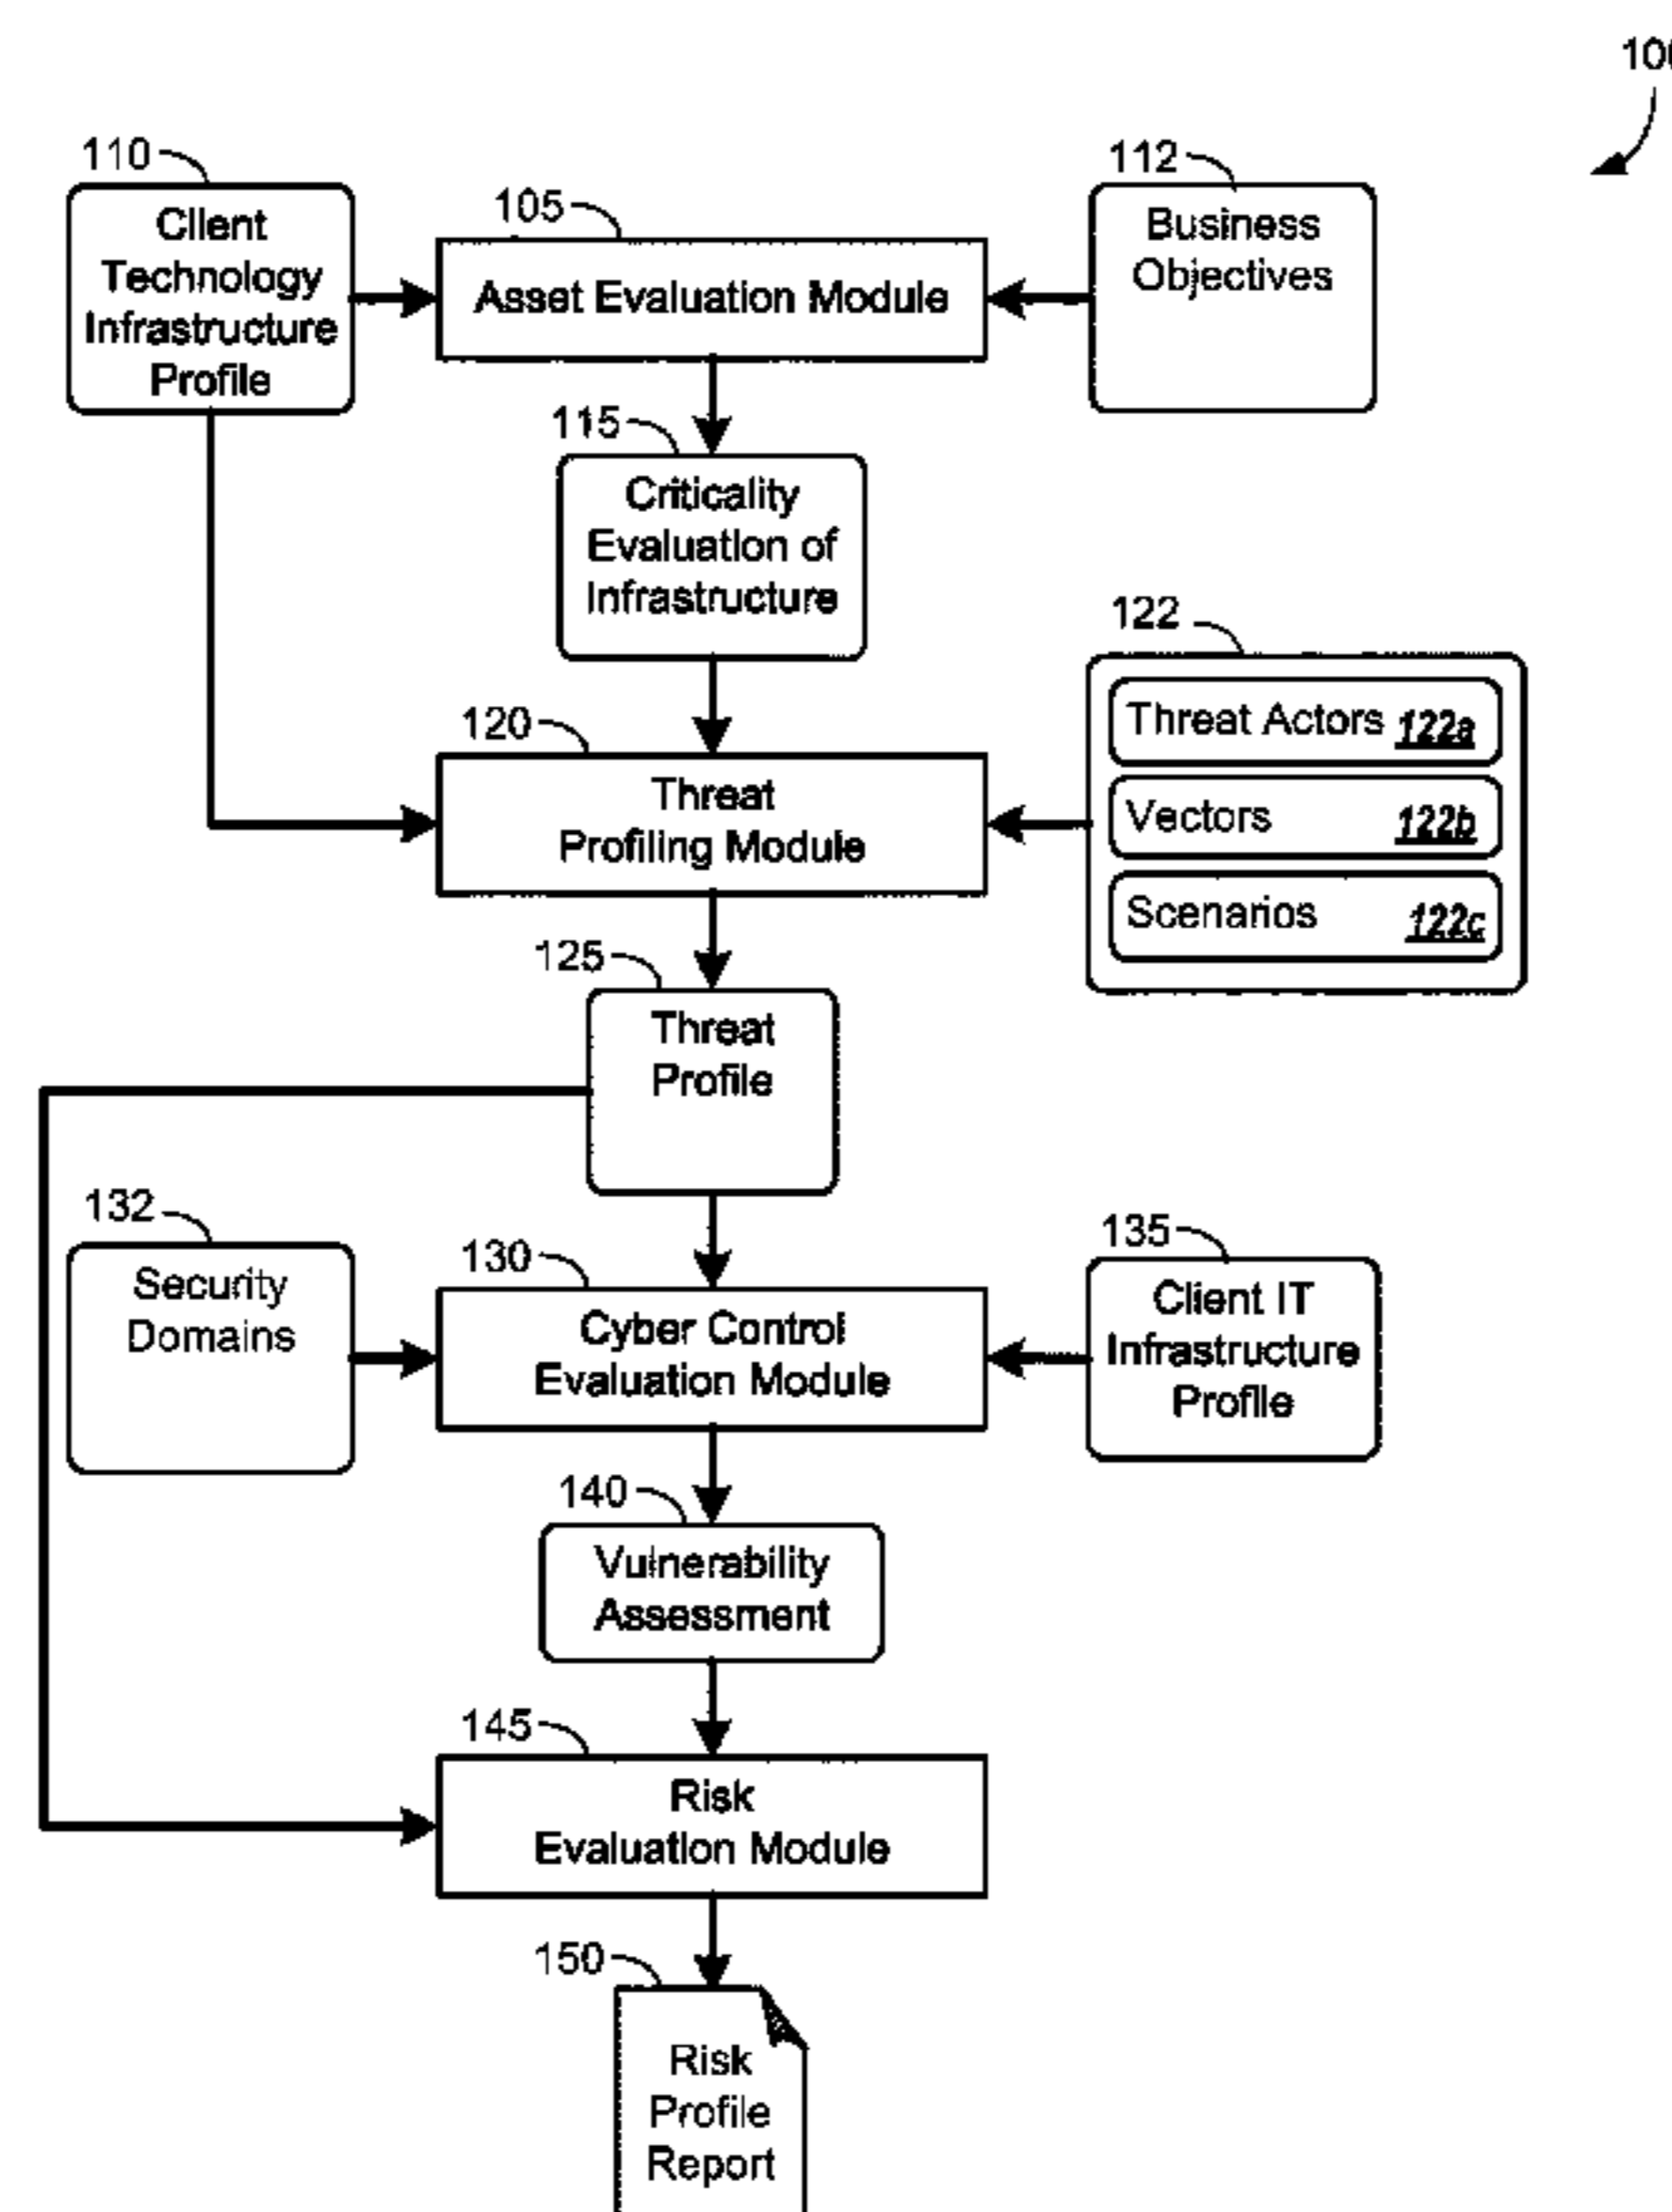 100
110
Client
Technology
Infrastructure
Profile
105
Asset Evaluation Module
112
Business
Objectives
115
Criticality
Evaluation of
Infrastructure
120
Threat
Profiling Module
122
Threat Actors 122a
Vectors 122b
Scenarios 122c
125
Threat
Profile
132
Security
Domains
130
Cyber Control
Evaluation Module
135
Client IT
Infrastructure
Profile
140
Vulnerability
Assessment
145
Risk
Evaluation Module
150
Risk
Profile
Report